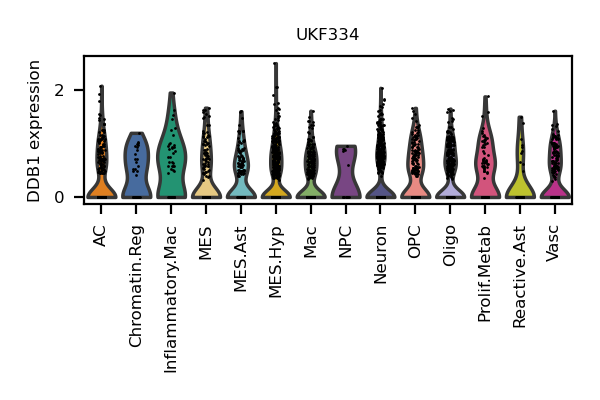 UKF334
DDB1 expression
2
0
AC
Chromatin.Reg
Inflammatory.Mac
MES
MES.Ast
MES.Hyp
Mac
NPC
Neuron
OPC
Oligo
Prolif.Metab
Reactive.Ast
Vasc